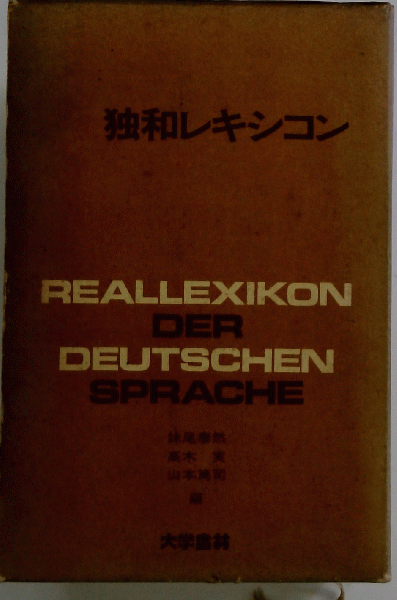 独和レキシコン
REALLEXIKON
DER
DEUTSCHEN
SPRACHE
高木 実
山本
大学書林